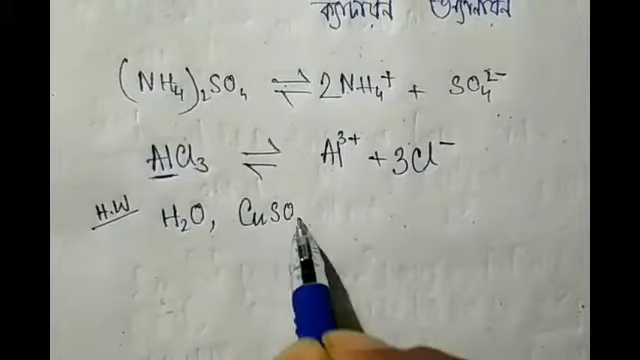 ক্যাটায়ন অ্যানায়ন
(NH₄)₂SO₄ ⇌ 2NH₄⁺ + SO₄²⁻
AlCl₃ ⇌ Al³⁺ + 3Cl⁻
H.W H₂O, CuSO